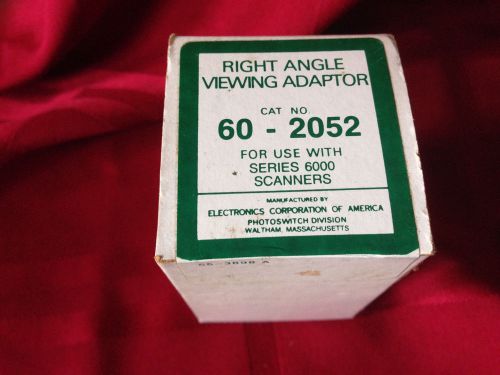 RIGHT ANGLE
VIEWING ADAPTOR
CAT NO.
60 - 2052
FOR USE WITH
SERIES 6000
SCANNERS
MANUFACTURED BY
ELECTRONICS CORPORATION OF AMERICA
PHOTOSWITCH DIVISION
WALTHAM, MASSACHUSETTS